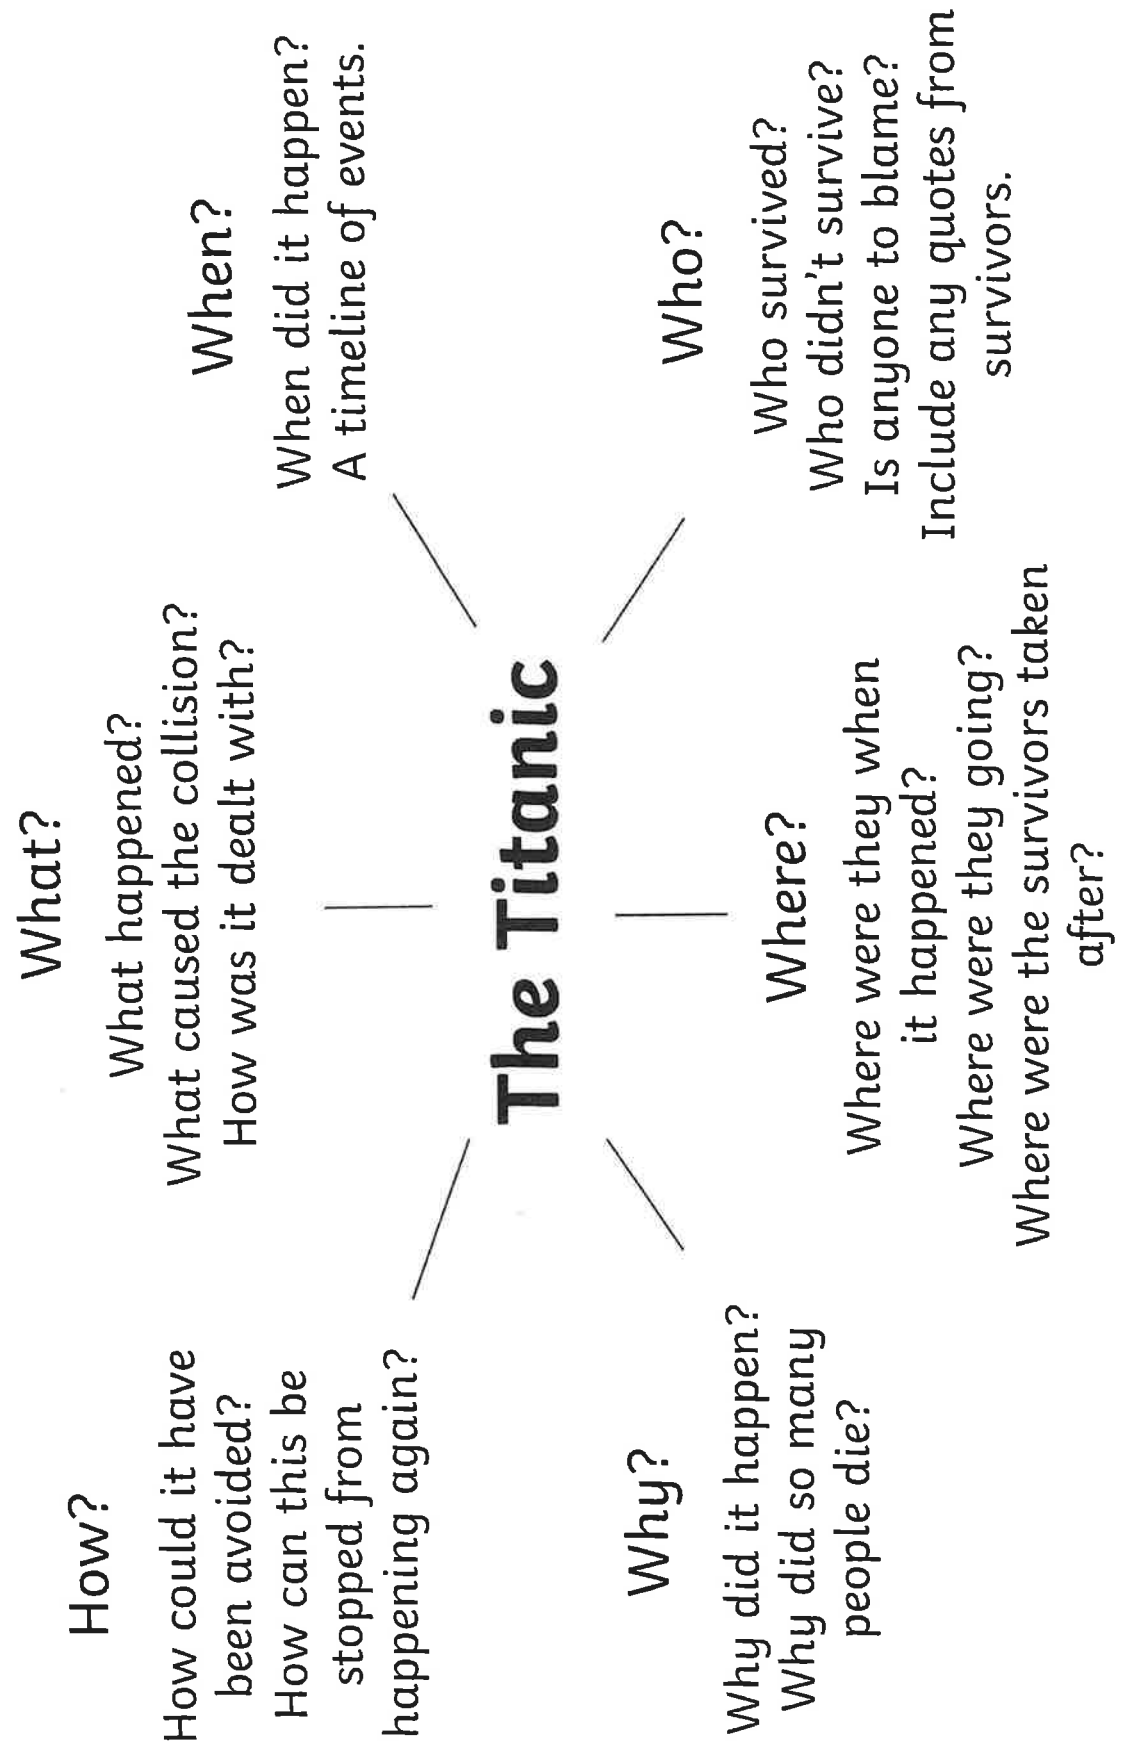 How?
How could it have
been avoided?
How can this be
stopped from
happening again?
What?
What happened?
What caused the collision?
How was it dealt with?
When?
When did it happen?
A timeline of events.
The Titanic
Why?
Why did it happen?
Why did so many
people die?
Where?
Where were they when
it happened?
Where were they going?
Where were the survivors taken
after?
Who?
Who survived?
Who didn't survive?
Is anyone to blame?
Include any quotes from
survivors.